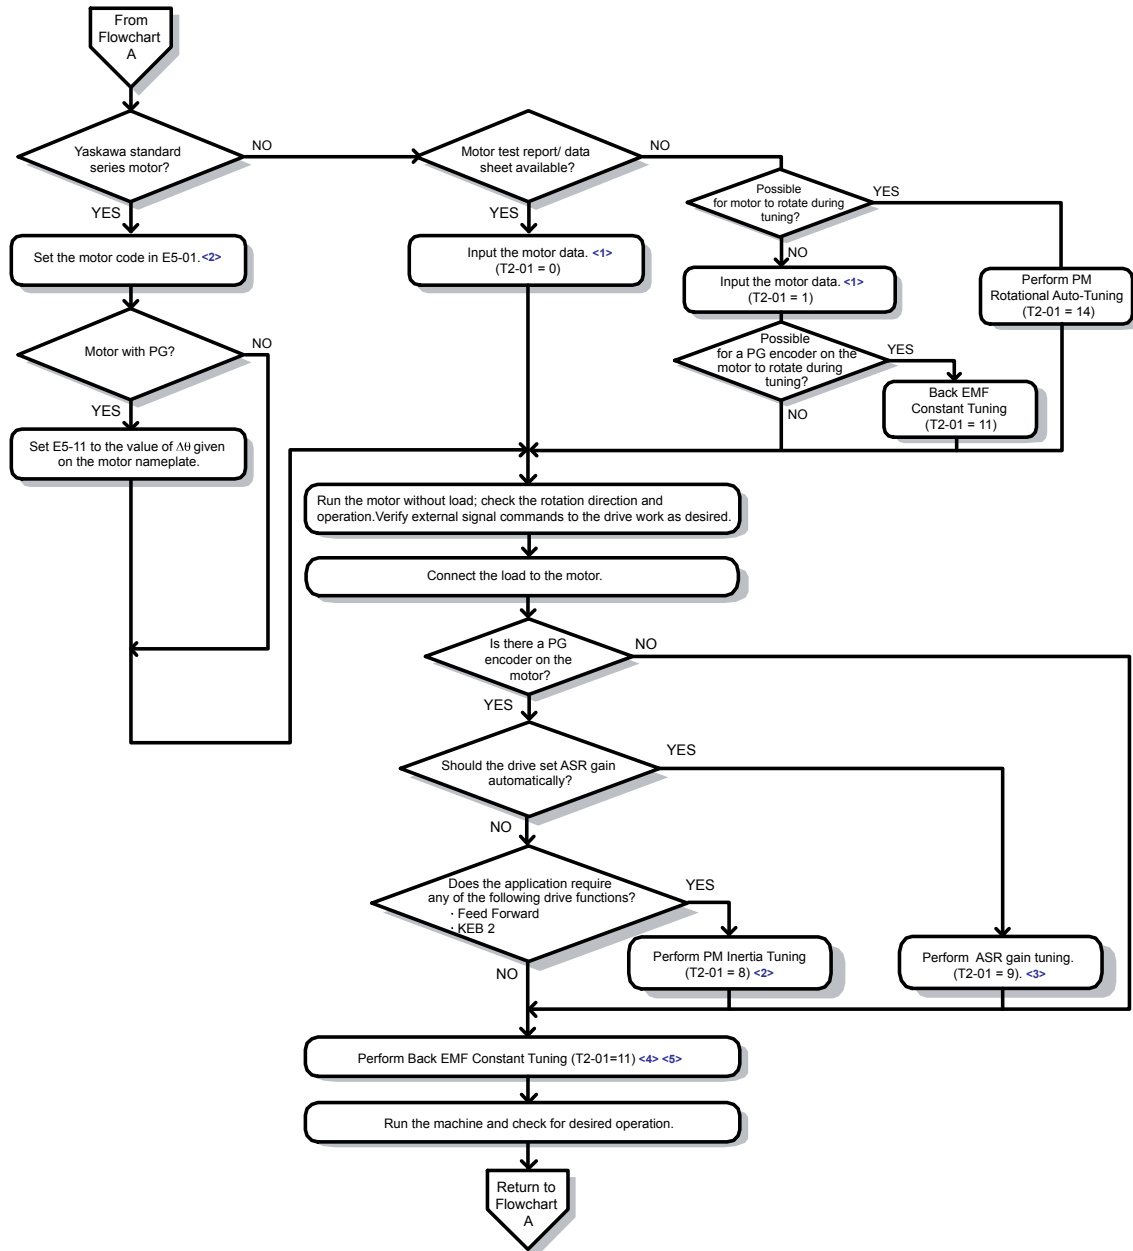 From
Flowchart
A
Yaskawa standard
series motor?
NO
YES
Motor test report/ data
sheet available?
NO
YES
Possible
for motor to rotate during
tuning?
YES
NO
Set the motor code in E5-01.<2>
Input the motor data. <1>
(T2-01 = 0)
Input the motor data. <1>
(T2-01 = 1)
Perform PM
Rotational Auto-Tuning
(T2-01 = 14)
Motor with PG?
NO
YES
Possible
for a PG encoder on the
motor to rotate during
tuning?
YES
NO
Back EMF
Constant Tuning
(T2-01 = 11)
Set E5-11 to the value of Δθ given
on the motor nameplate.
Run the motor without load; check the rotation direction and
operation.Verify external signal commands to the drive work as desired.
Connect the load to the motor.
Is there a PG
encoder on the
motor?
NO
YES
Should the drive set ASR gain
automatically?
YES
NO
Does the application require
any of the following drive functions?
· Feed Forward
· KEB 2
YES
NO
Perform PM Inertia Tuning
(T2-01 = 8) <2>
Perform ASR gain tuning.
(T2-01 = 9). <3>
Perform Back EMF Constant Tuning (T2-01=11) <4> <5>
Run the machine and check for desired operation.
Return to
Flowchart
A